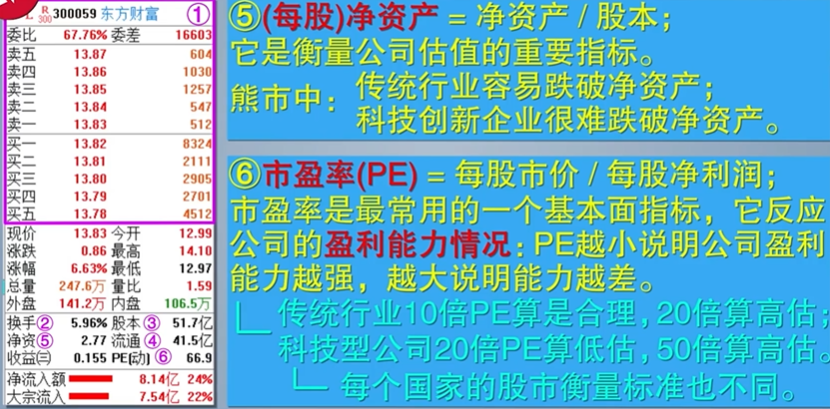 R
300
300059 东方财富 ①
委比 67.76% 委差 16603
卖五 13.87 604
卖四 13.86 1030
卖三 13.85 1257
卖二 13.84 547
卖一 13.83 512
买一 13.82 8324
买二 13.81 2111
买三 13.80 2905
买四 13.79 2701
买五 13.78 4512
现价 13.83 今开 12.99
涨跌 0.86 最高 14.10
涨幅 6.63% 最低 12.97
总量 247.6万 量比 1.59
外盘 141.2万 内盘 106.5万
换手② 5.96% 股本③ 51.7亿
净资⑤ 2.77 流通④ 41.5亿
收益㈢ 0.155 PE(动)⑥ 66.9
净流入额 8.14亿 24%
大宗流入 7.54亿 22%
⑤(每股)净资产 = 净资产 / 股本；
它是衡量公司估值的重要指标。
熊市中：
传统行业容易跌破净资产；
科技创新企业很难跌破净资产。
⑥市盈率(PE) = 每股市价 / 每股净利润；
市盈率是最常用的一个基本面指标，它反应
公司的盈利能力情况：PE越小说明公司盈利
能力越强，越大说明能力越差。
传统行业10倍PE算是合理，20倍算高估；
科技型公司20倍PE算低估，50倍算高估。
每个国家的股市衡量标准也不同。